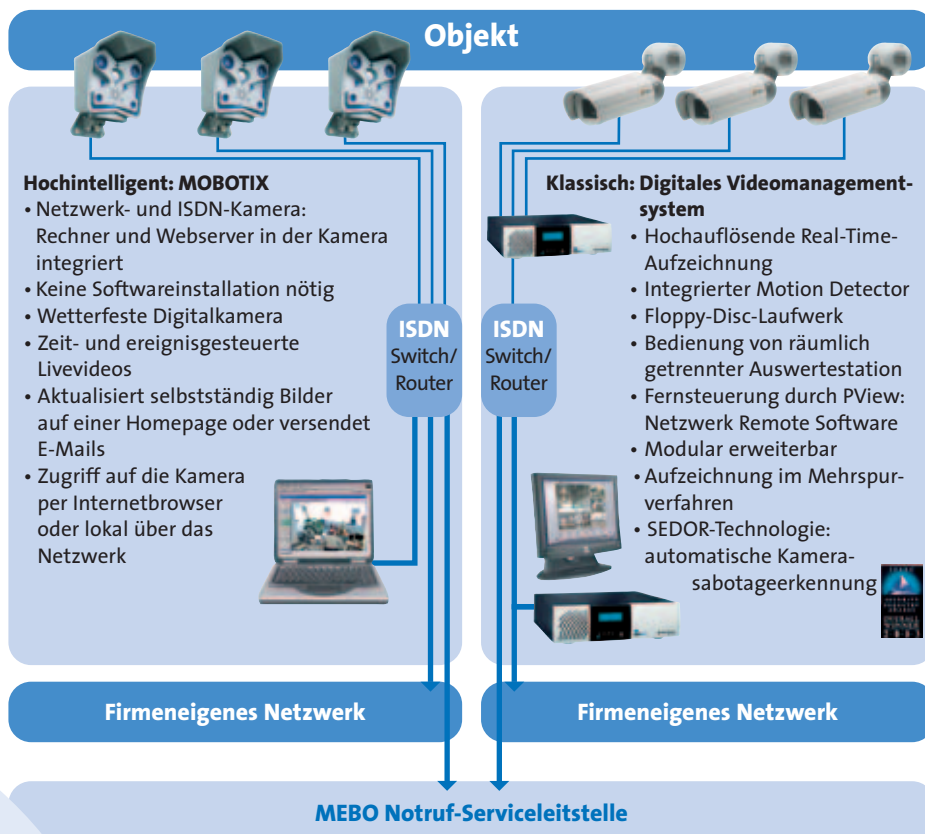 Objekt
Hochintelligent: MOBOTIX
• Netzwerk- und ISDN-Kamera:
Rechner und Webserver in der Kamera
integriert
• Keine Softwareinstallation nötig
• Wetterfeste Digitalkamera
• Zeit- und ereignisgesteuerte
Livevideos
• Aktualisiert selbstständig Bilder
auf einer Homepage oder versendet
E-Mails
• Zugriff auf die Kamera
per Internetbrowser
oder lokal über das
Netzwerk
ISDN
Switch/
Router
Klassisch: Digitales Videomanagement-
system
• Hochauflösende Real-Time-
Aufzeichnung
• Integrierter Motion Detector
• Floppy-Disc-Laufwerk
• Bedienung von räumlich
getrennter Auswertestation
• Fernsteuerung durch PView:
Netzwerk Remote Software
• Modular erweiterbar
• Aufzeichnung im Mehrspur-
verfahren
• SEDOR-Technologie:
automatische Kamera-
sabotageerkennung
ISDN
Switch/
Router
Firmeneigenes Netzwerk
Firmeneigenes Netzwerk
MEBO Notruf-Serviceleitstelle